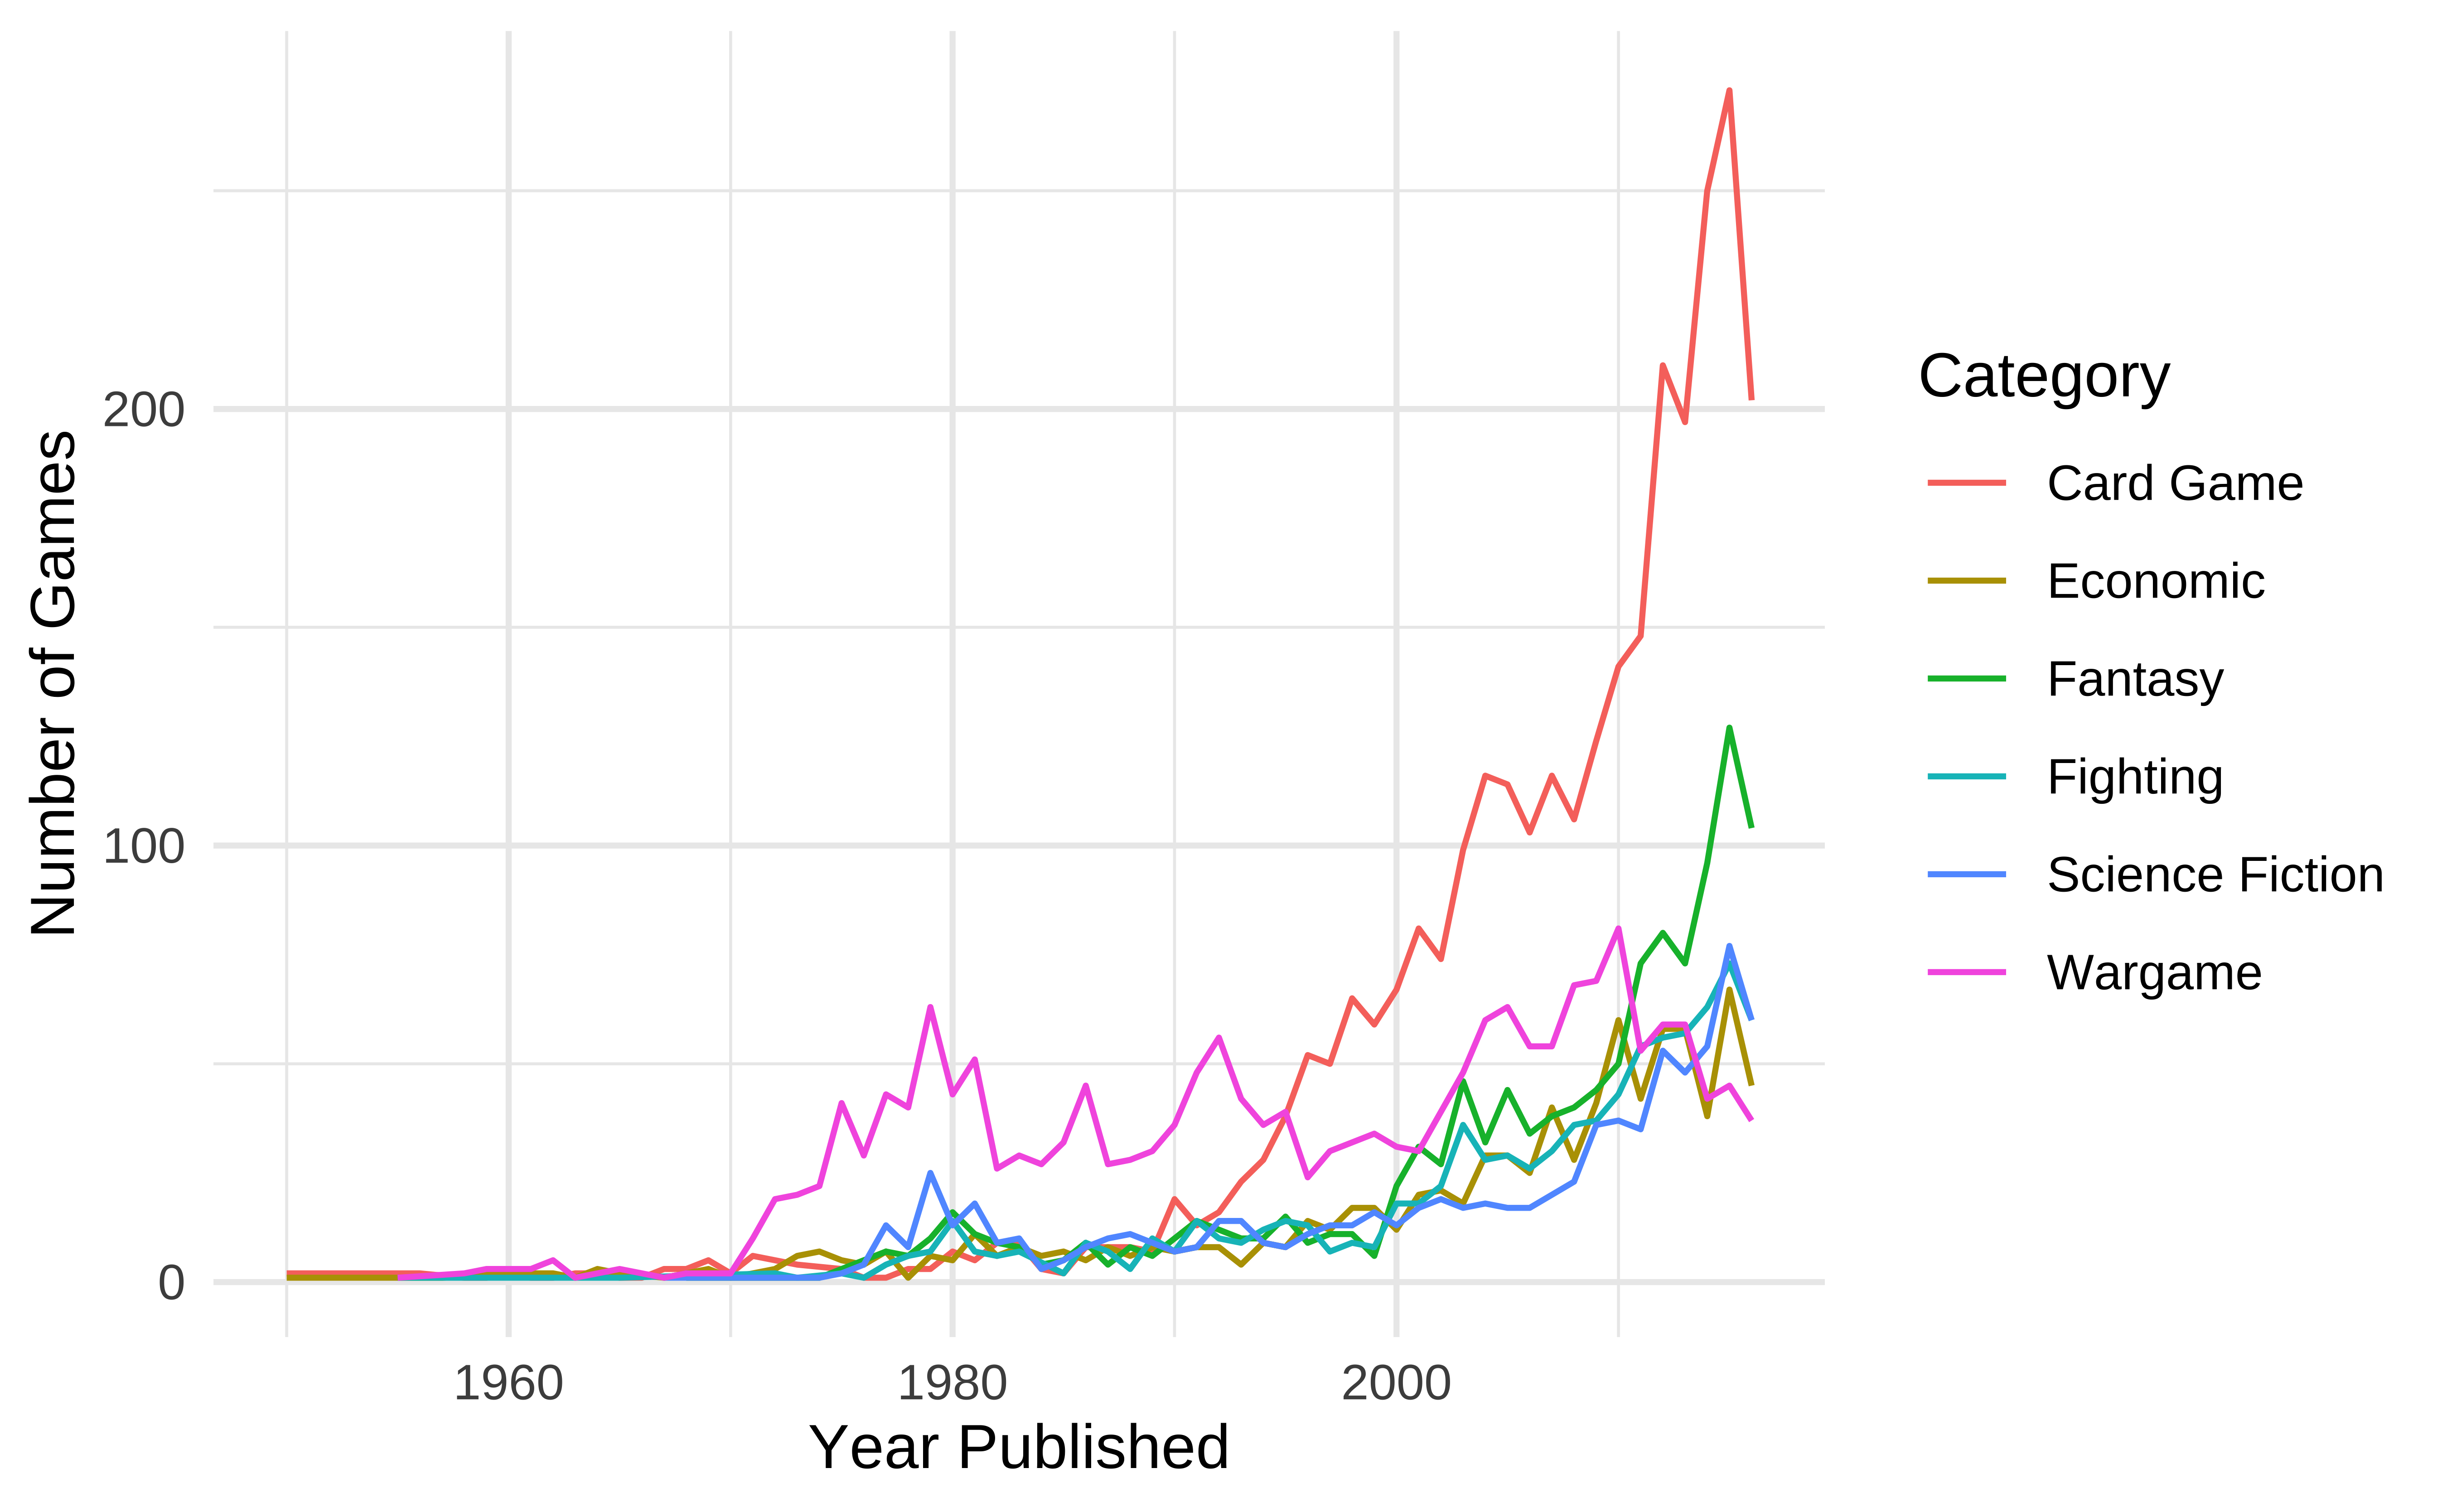 Number of Games
200
100
0
1960
1980
2000
Year Published
Category
Card Game
Economic
Fantasy
Fighting
Science Fiction
Wargame